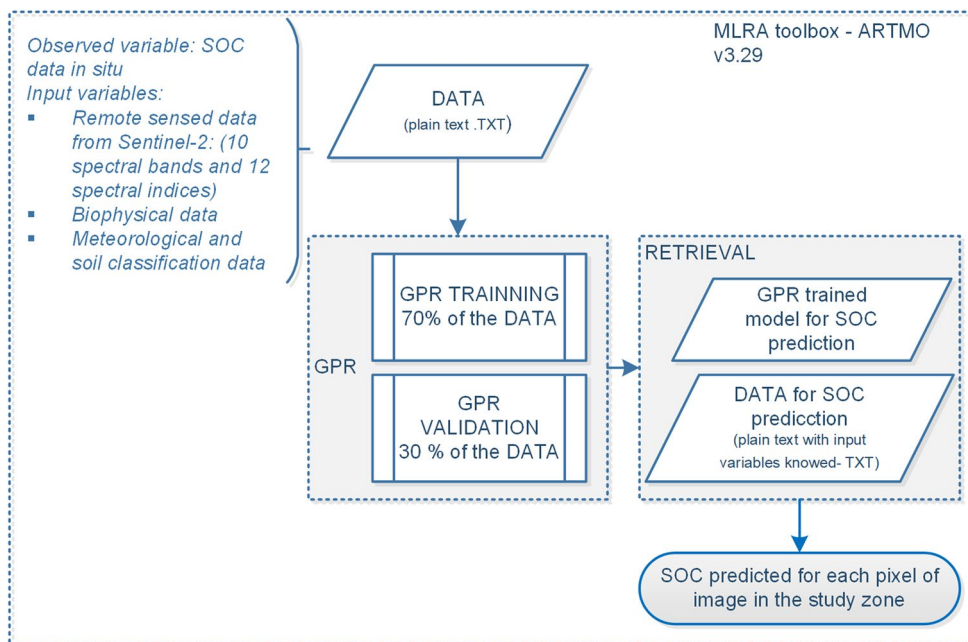 MLRA toolbox - ARTMO
v3.29
Observed variable: SOC
data in situ
Input variables:
▪ Remote sensed data
from Sentinel-2: (10
spectral bands and 12
spectral indices)
▪ Biophysical data
▪ Meteorological and
soil classification data
DATA
(plain text .TXT)
GPR
GPR TRAINNING
70% of the DATA
GPR
VALIDATION
30 % of the DATA
RETRIEVAL
GPR trained
model for SOC
prediction
DATA for SOC
predicction
(plain text with input
variables knowed- TXT)
SOC predicted for each pixel of
image in the study zone